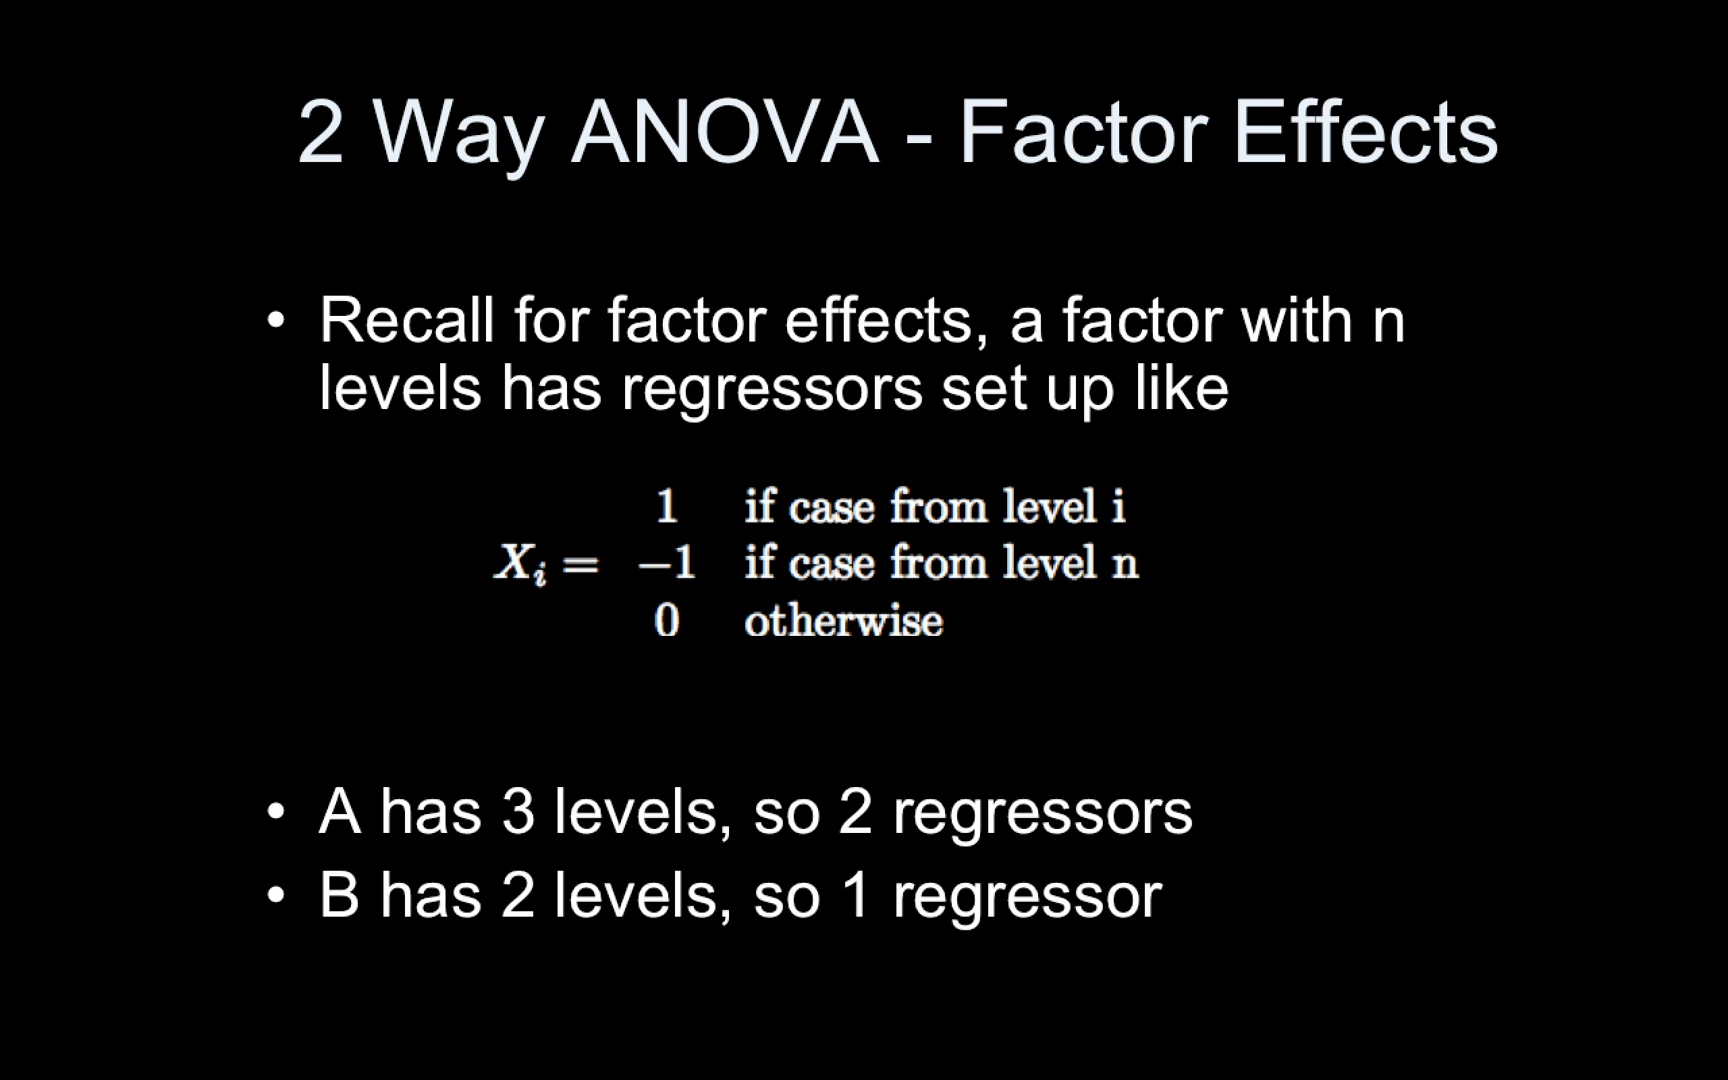 2 Way ANOVA - Factor Effects
• Recall for factor effects, a factor with n
levels has regressors set up like
1 if case from level i
X_i = −1 if case from level n
0 otherwise
• A has 3 levels, so 2 regressors
• B has 2 levels, so 1 regressor